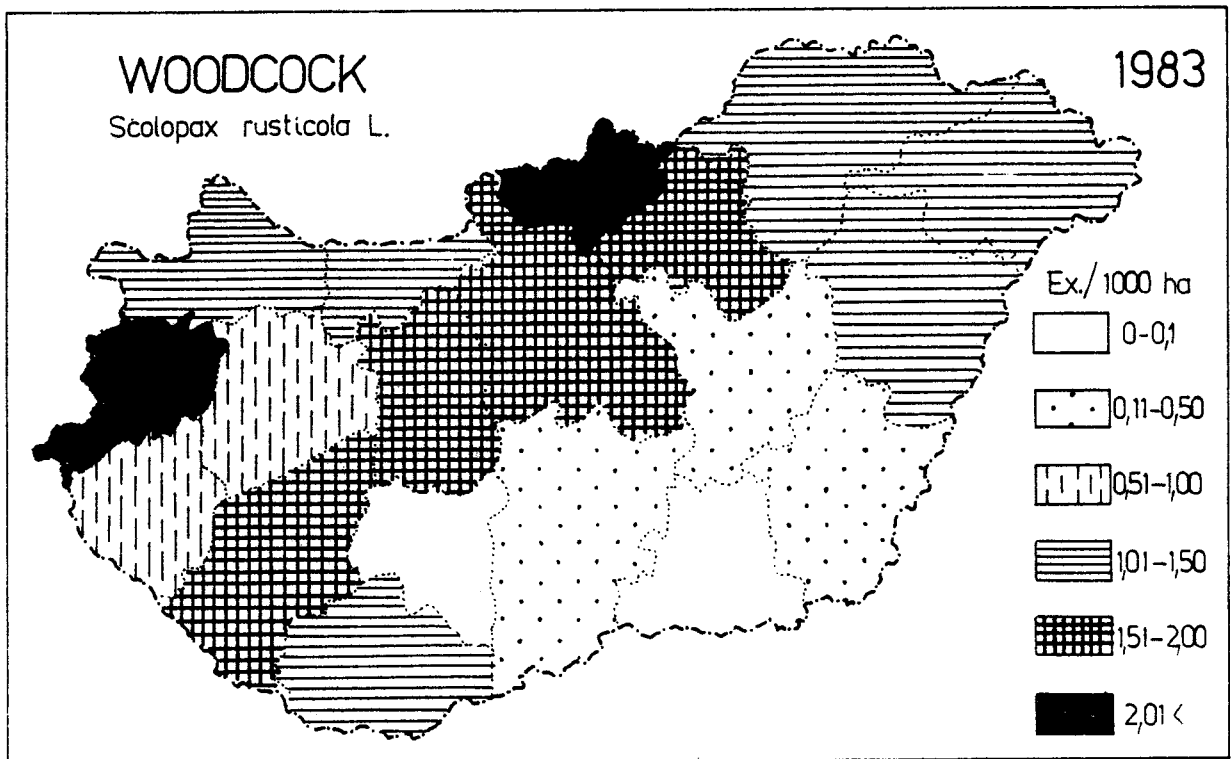 WOODCOCK
Scolopax rusticola L.
1983
Ex./ 1000 ha
0-0,1
0,11-0,50
0,51-1,00
1,01-1,50
1,51-2,00
2,01 <